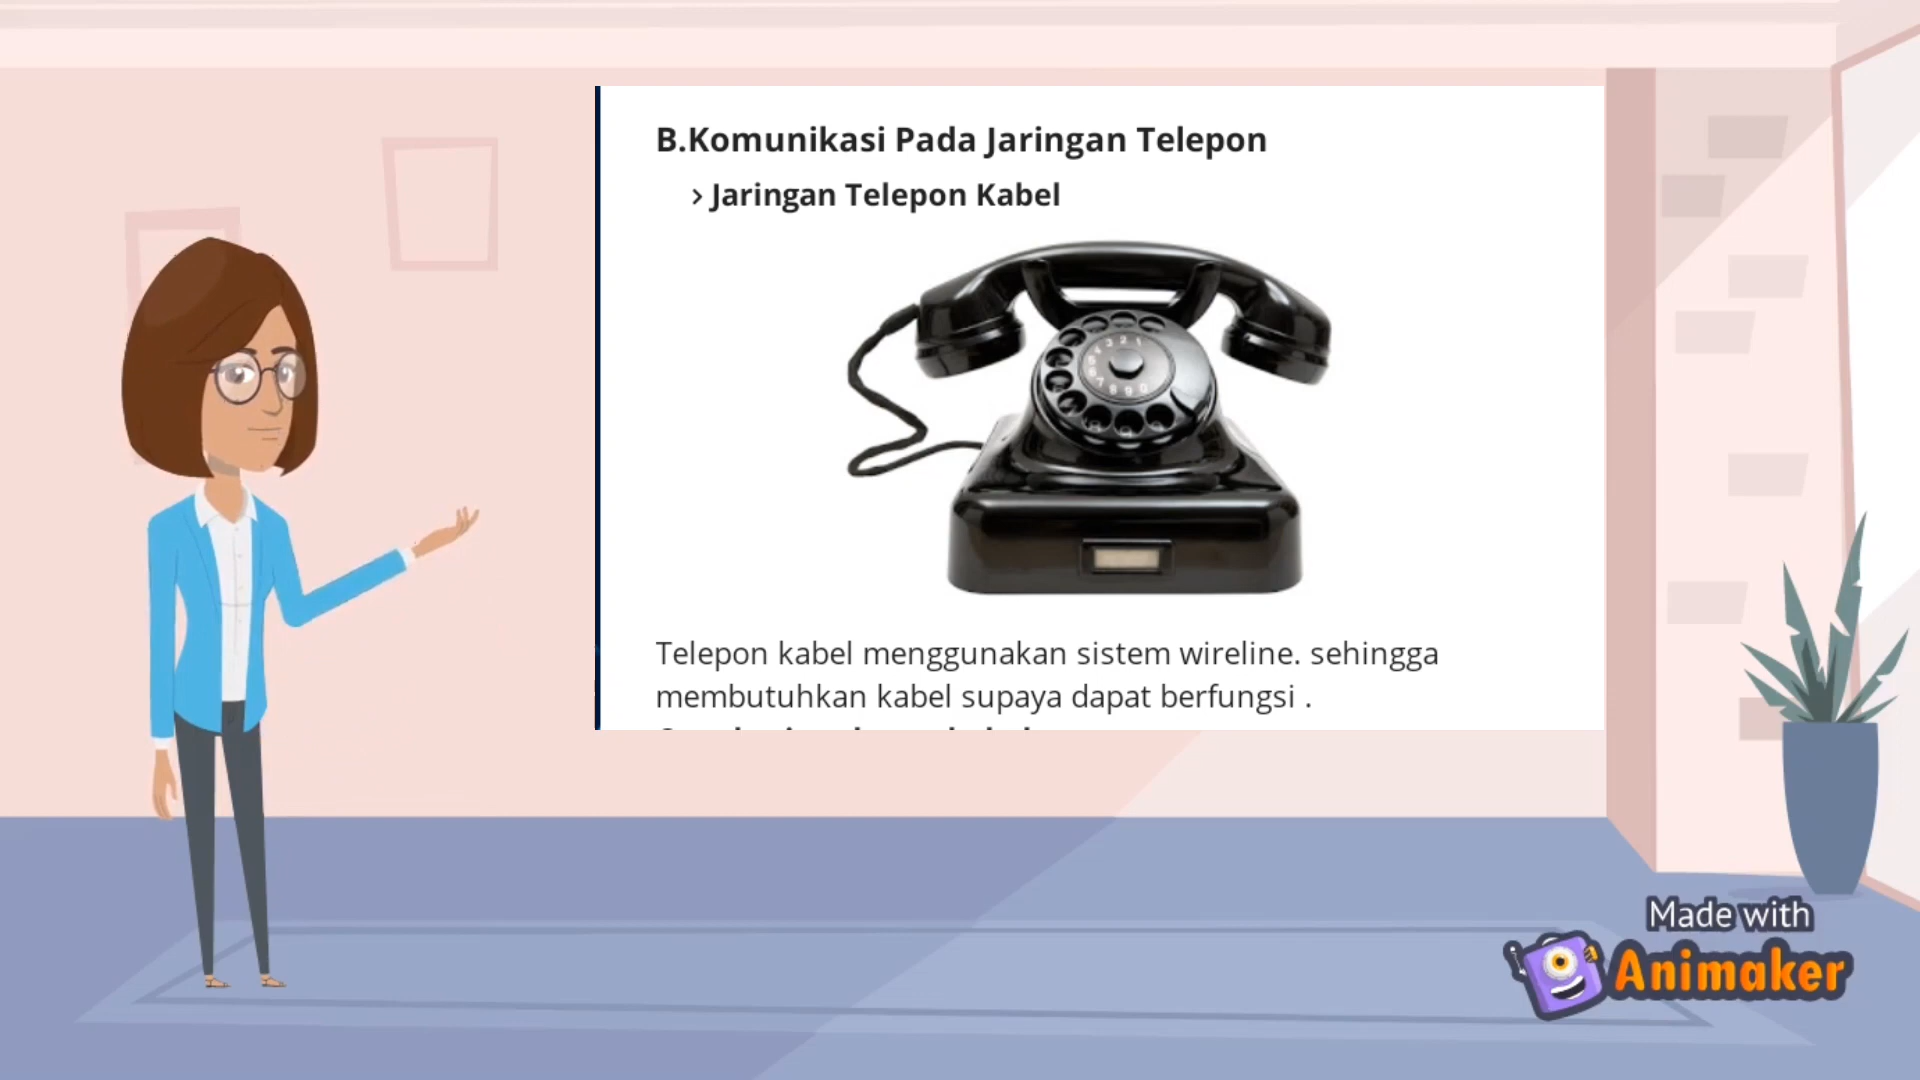 B.Komunikasi Pada Jaringan Telepon
› Jaringan Telepon Kabel
Telepon kabel menggunakan sistem wireline. sehingga
membutuhkan kabel supaya dapat berfungsi .
Made with
Animaker